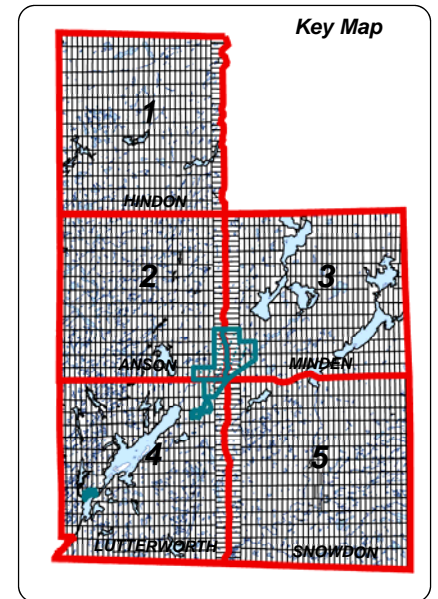 Key Map
1
HINDON
2
3
ANSON
MINDEN
4
5
LUTTERWORTH
SNOWDON